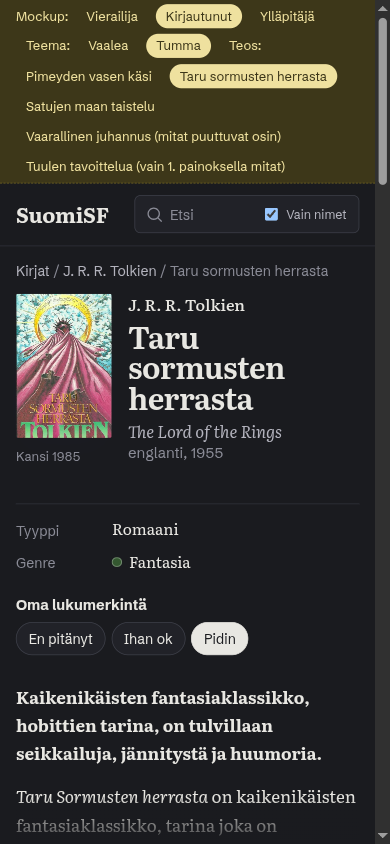 Mockup: Vierailija Kirjautunut Ylläpitäjä
Teema: Vaalea Tumma Teos:
Pimeyden vasen käsi Taru sormusten herrasta
Satujen maan taistelu
Vaarallinen juhannus (mitat puuttuvat osin)
Tuulen tavoittelua (vain 1. painoksella mitat)
SuomiSF Etsi Vain nimet
Kirjat / J. R. R. Tolkien / Taru sormusten herrasta
J. R. R. Tolkien
Taru
sormusten
herrasta
The Lord of the Rings
englanti, 1955
TARU
SORMUSTEN
HERRASTA
TOLKIEN
Kansi 1985
Tyyppi Romaani
Genre Fantasia
Oma lukumerkintä
En pitänyt Ihan ok Pidin
Kaikenikäisten fantasiaklassikko,
hobittien tarina, on tulvillaan
seikkailuja, jännitystä ja huumoria.
Taru Sormusten herrasta on kaikenikäisten
fantasiaklassikko, tarina joka on